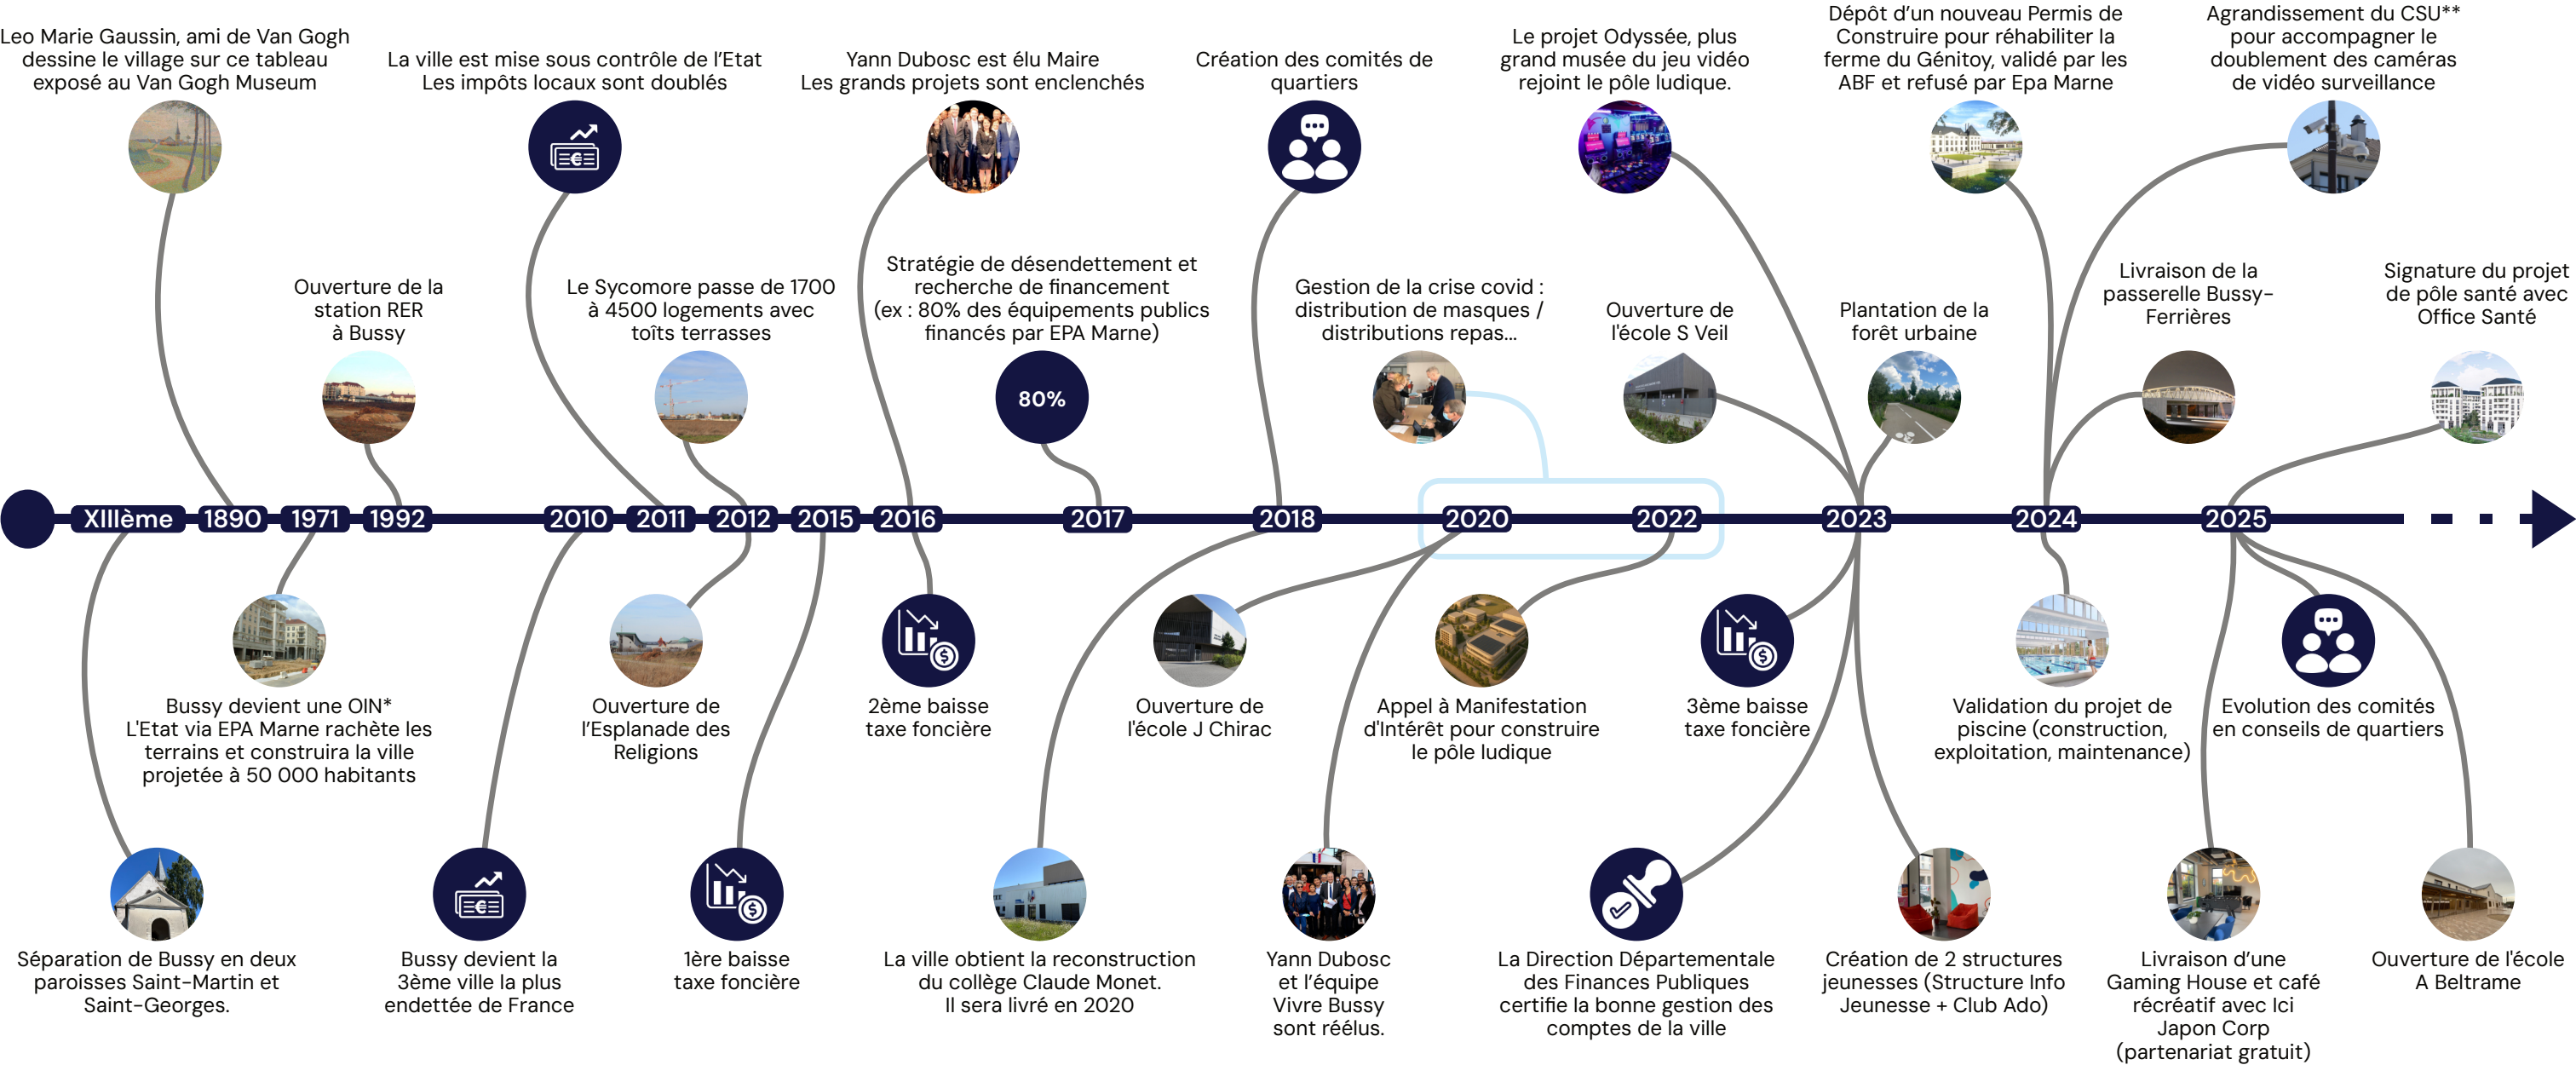 Leo Marie Gaussin, ami de Van Gogh
dessine le village sur ce tableau
exposé au Van Gogh Museum
La ville est mise sous contrôle de l'Etat
Les impôts locaux sont doublés
Yann Dubosc est élu Maire
Les grands projets sont enclenchés
Création des comités de
quartiers
Le projet Odyssée, plus
grand musée du jeu vidéo
rejoint le pôle ludique.
Dépôt d'un nouveau Permis de
Construire pour réhabiliter la
ferme du Génitoy, validé par les
ABF et refusé par Epa Marne
Agrandissement du CSU**
pour accompagner le
doublement des caméras
de vidéo surveillance
Ouverture de la
station RER
à Bussy
Le Sycomore passe de 1700
à 4500 logements avec
toîts terrasses
Stratégie de désendettement et
recherche de financement
(ex : 80% des équipements publics
financés par EPA Marne)
80%
Gestion de la crise covid :
distribution de masques /
distributions repas...
Ouverture de
l'école S Veil
Plantation de la
forêt urbaine
Livraison de la
passerelle Bussy-
Ferrières
Signature du projet
de pôle santé avec
Office Santé
XIIIème
1890
1971
1992
2010
2011
2012
2015
2016
2017
2018
2020
2022
2023
2024
2025
Bussy devient une OIN*
L'Etat via EPA Marne rachète les
terrains et construira la ville
projetée à 50 000 habitants
Ouverture de
l'Esplanade des
Religions
2ème baisse
taxe foncière
Ouverture de
l'école J Chirac
Appel à Manifestation
d'Intérêt pour construire
le pôle ludique
3ème baisse
taxe foncière
Validation du projet de
piscine (construction,
exploitation, maintenance)
Evolution des comités
en conseils de quartiers
Séparation de Bussy en deux
paroisses Saint-Martin et
Saint-Georges.
Bussy devient la
3ème ville la plus
endettée de France
1ère baisse
taxe foncière
La ville obtient la reconstruction
du collège Claude Monet.
Il sera livré en 2020
Yann Dubosc
et l'équipe
Vivre Bussy
sont réélus.
La Direction Départementale
des Finances Publiques
certifie la bonne gestion des
comptes de la ville
Création de 2 structures
jeunesses (Structure Info
Jeunesse + Club Ado)
Livraison d'une
Gaming House et café
récréatif avec Ici
Japon Corp
(partenariat gratuit)
Ouverture de l'école
A Beltrame